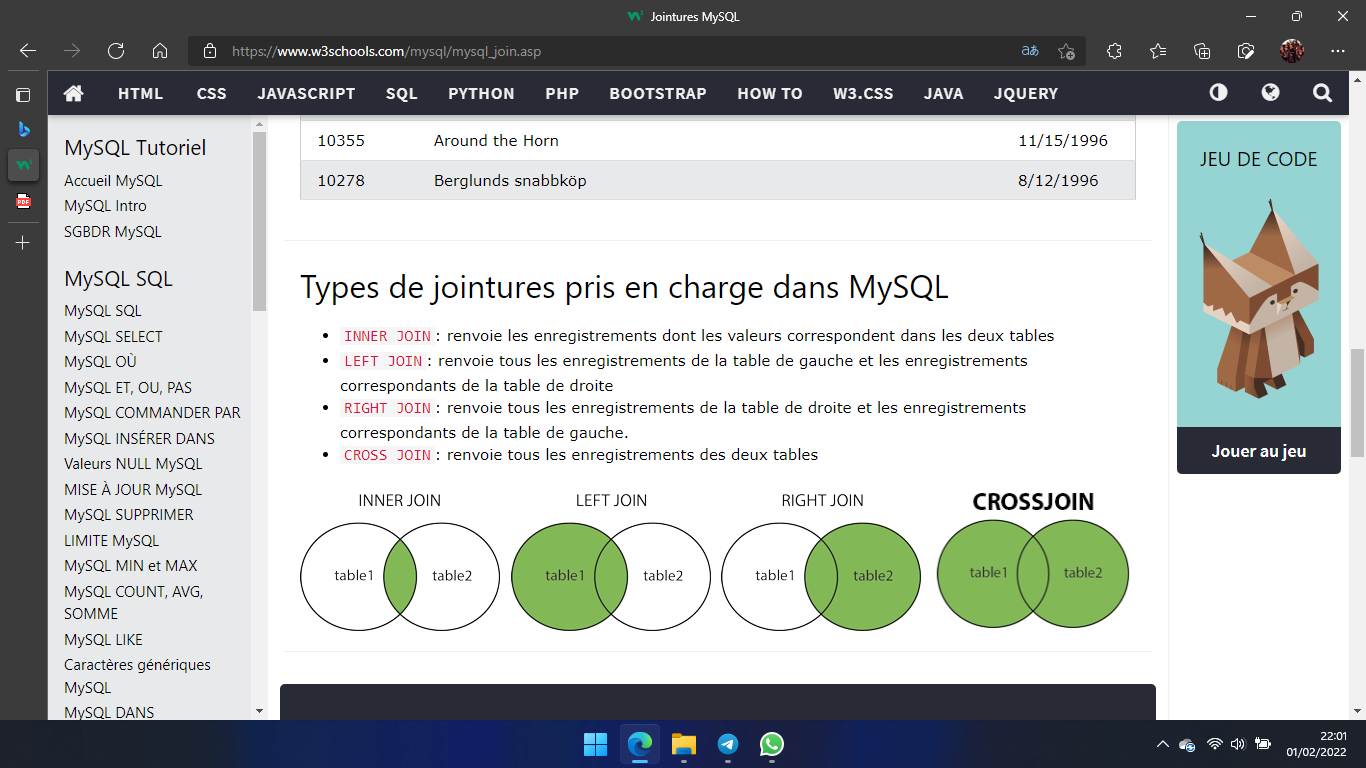 Jointures MySQL
https://www.w3schools.com/mysql/mysql_join.asp
HTML CSS JAVASCRIPT SQL PYTHON PHP BOOTSTRAP HOW TO W3.CSS JAVA JQUERY
MySQL Tutoriel
Accueil MySQL
MySQL Intro
SGBDR MySQL
MySQL SQL
MySQL SQL
MySQL SELECT
MySQL OÙ
MySQL ET, OU, PAS
MySQL COMMANDER PAR
MySQL INSÉRER DANS
Valeurs NULL MySQL
MISE À JOUR MySQL
MySQL SUPPRIMER
LIMITE MySQL
MySQL MIN et MAX
MySQL COUNT, AVG,
SOMME
MySQL LIKE
Caractères génériques
MySQL
MySQL DANS
10355 Around the Horn 11/15/1996
10278 Berglunds snabbköp 8/12/1996
Types de jointures pris en charge dans MySQL
• INNER JOIN : renvoie les enregistrements dont les valeurs correspondent dans les deux tables
• LEFT JOIN : renvoie tous les enregistrements de la table de gauche et les enregistrements
correspondants de la table de droite
• RIGHT JOIN : renvoie tous les enregistrements de la table de droite et les enregistrements
correspondants de la table de gauche.
• CROSS JOIN : renvoie tous les enregistrements des deux tables
INNER JOIN LEFT JOIN RIGHT JOIN CROSSJOIN
table1 table2 table1 table2 table1 table2 table1 table2
JEU DE CODE
Jouer au jeu
PDF
aあ
22:01
01/02/2022